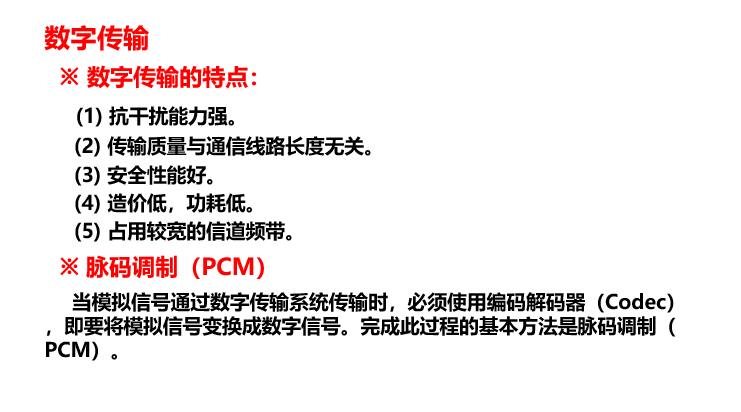 数字传输
※ 数字传输的特点：
(1) 抗干扰能力强。
(2) 传输质量与通信线路长度无关。
(3) 安全性能好。
(4) 造价低，功耗低。
(5) 占用较宽的信道频带。
※ 脉码调制（PCM）
当模拟信号通过数字传输系统传输时，必须使用编码解码器（Codec）
，即要将模拟信号变换成数字信号。完成此过程的基本方法是脉码调制（
PCM）。